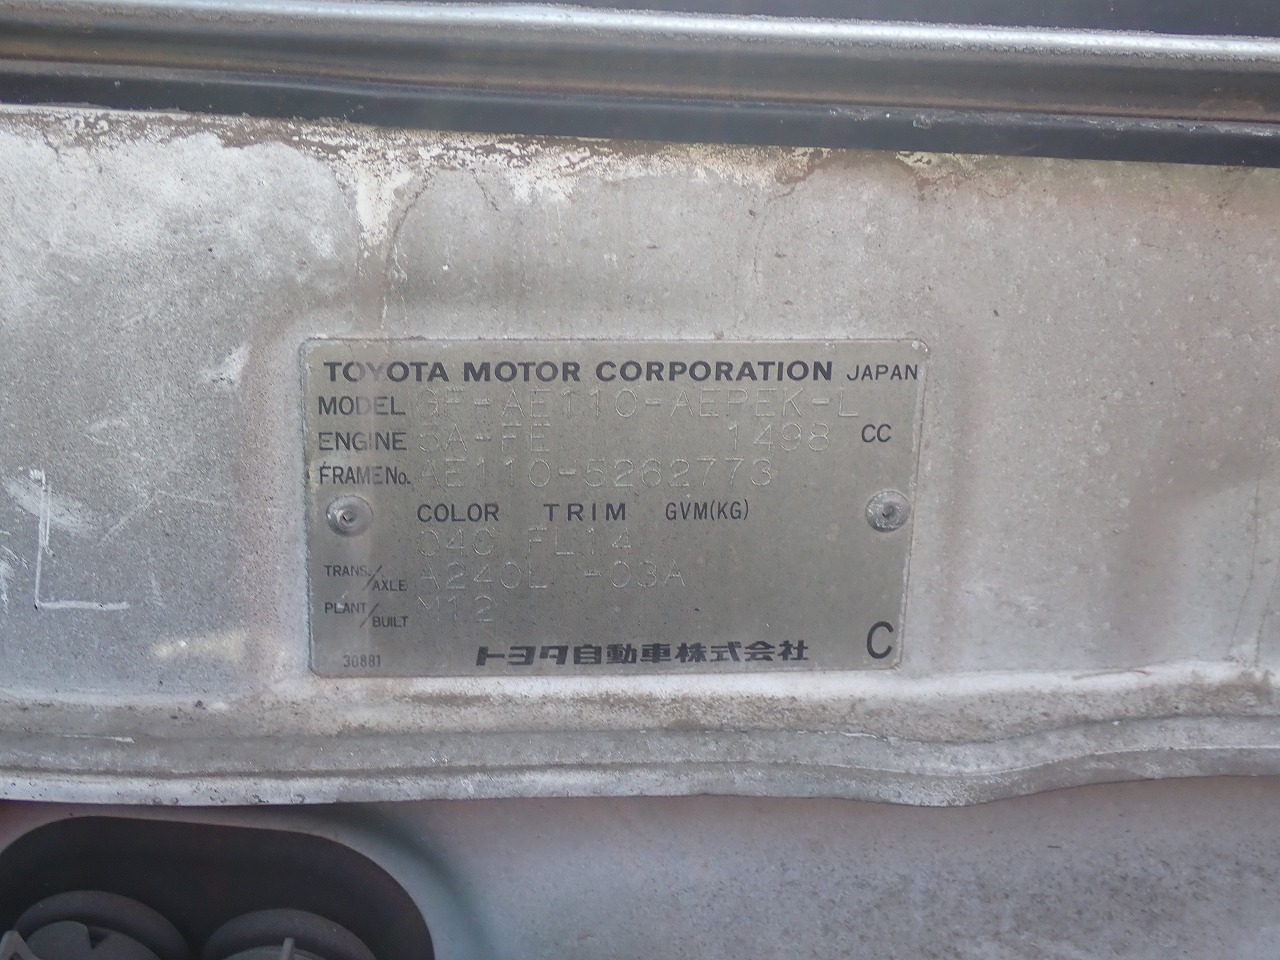 TOYOTA MOTOR CORPORATION JAPAN
MODEL GF-AE110-AEPEK-L
ENGINE 5A-FE 1498 CC
FRAME No. AE110-5262773
COLOR TRIM GVM(KG)
040 FL14
TRANS./AXLE A240L -03A
PLANT/BUILT M12
30881 トヨタ自動車株式会社 C